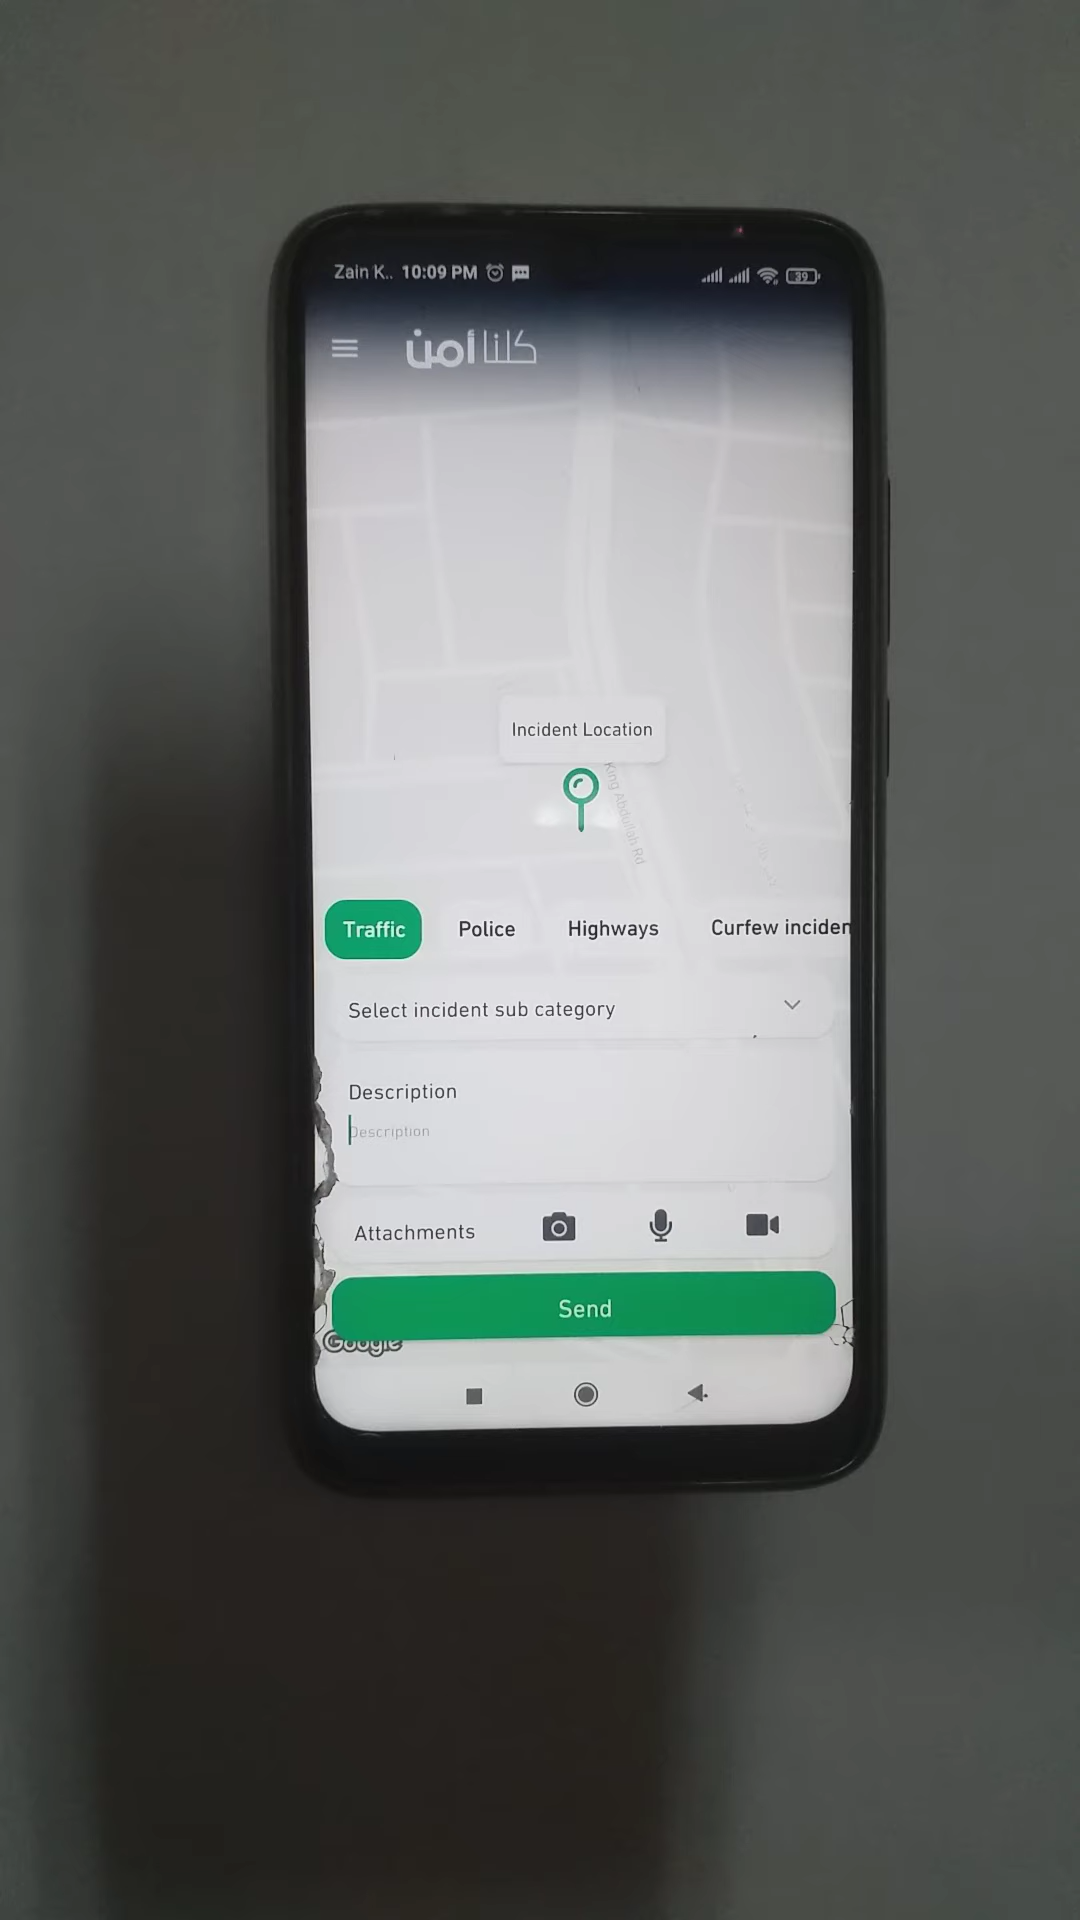 Zain K.. 10:09 PM
39
كلنا أمن
Incident Location
King Abdullah Rd
Traffic Police Highways Curfew inciden
Select incident sub category
Description
Description
Attachments
Send
Google